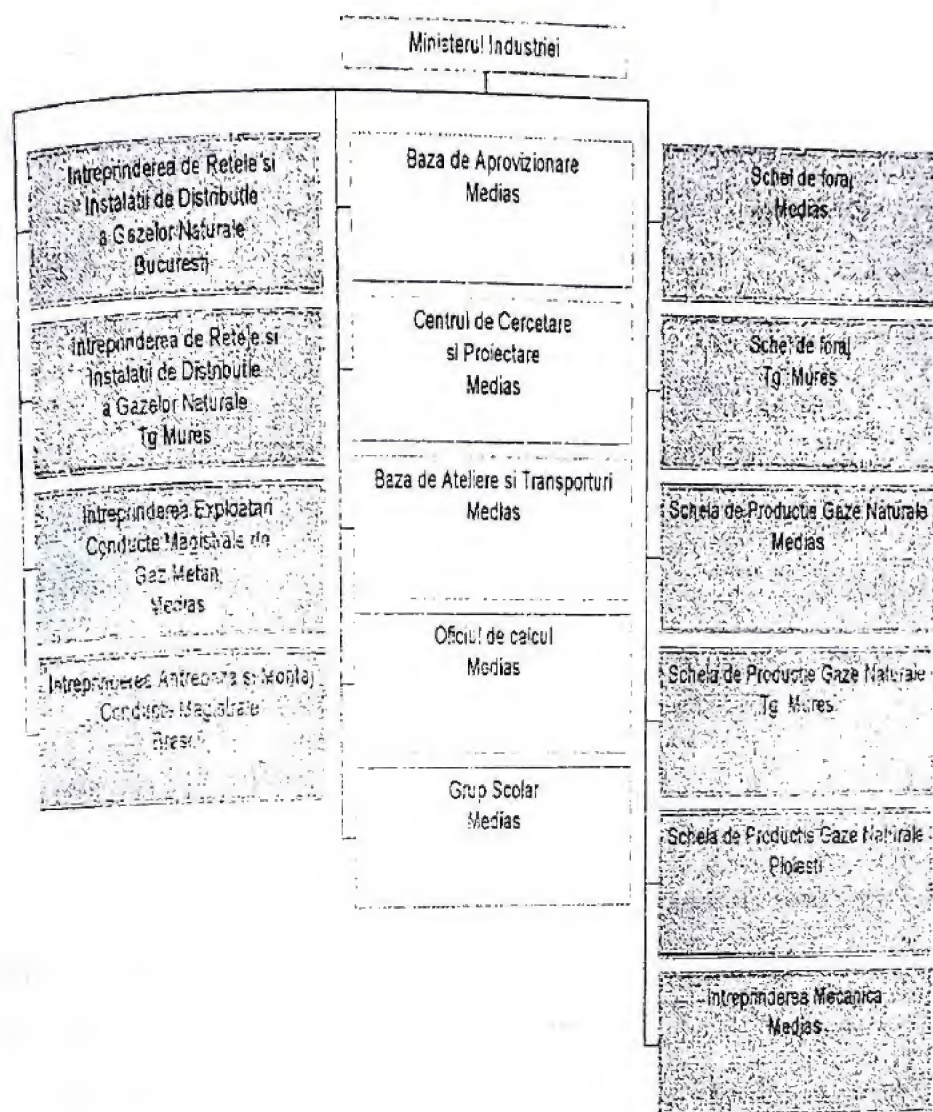 Ministerul Industriei
Intreprinderea de Retele si
Instalatii de Distributie
a Gazelor Naturale
Bucuresti
Intreprinderea de Retele si
Instalatii de Distributie
a Gazelor Naturale
Tg Mures
Intreprinderea Exploatari
Conducte Magistrale de
Gaz Metan
Medias
Intreprinderea Antrepriza si Montaj
Conducte Magistrale
Brasov
Baza de Aprovizionare
Medias
Centrul de Cercetare
si Proiectare
Medias
Baza de Ateliere si Transporturi
Medias
Oficiul de calcul
Medias
Grup Scolar
Medias
Schei de foraj
Medias
Schei de foraj
Tg. Mures
Schela de Productie Gaze Naturale
Medias
Schela de Productie Gaze Naturale
Tg. Mures
Schela de Productie Gaze Naturale
Ploiesti
Intreprinderea Mecanica
Medias